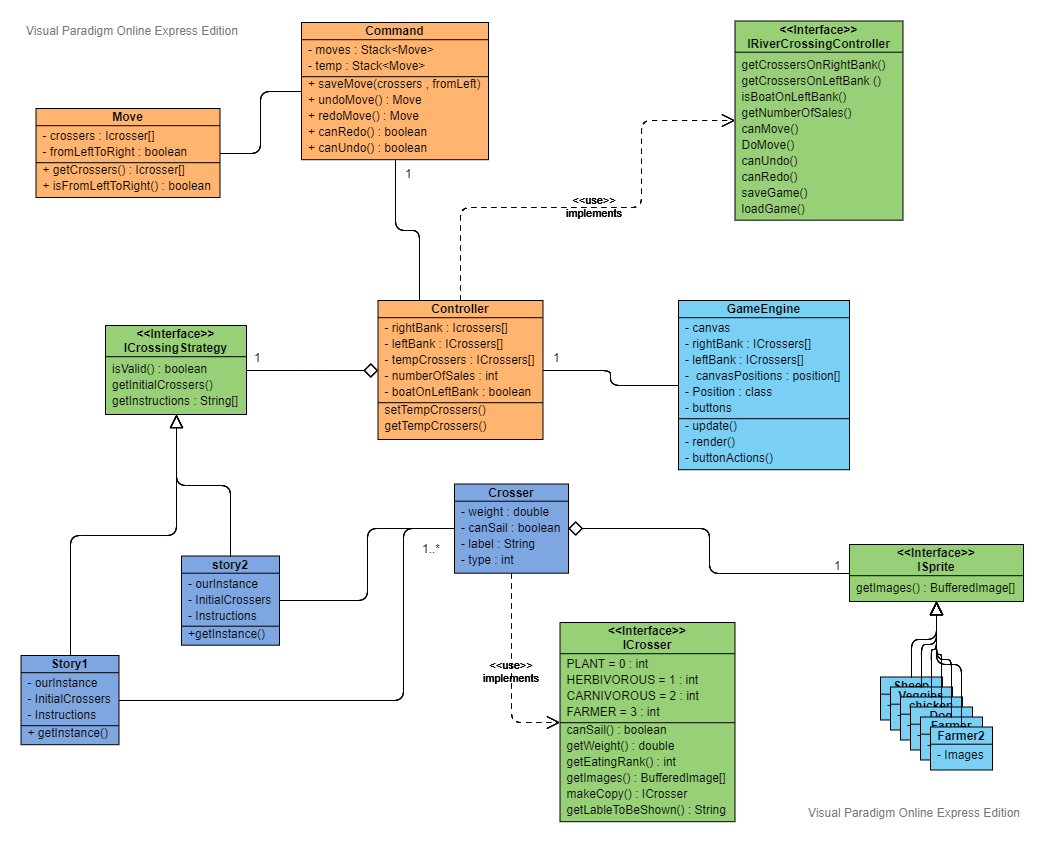 Visual Paradigm Online Express Edition
Command
- moves : Stack<Move>
- temp : Stack<Move>
+ saveMove(crossers , fromLeft)
+ undoMove() : Move
+ redoMove() : Move
+ canRedo() : boolean
+ canUndo() : boolean
<<Interface>>
IRiverCrossingController
getCrossersOnRightBank()
getCrossersOnLeftBank ()
isBoatOnLeftBank()
getNumberOfSales()
canMove()
DoMove()
canUndo()
canRedo()
saveGame()
loadGame()
Move
- crossers : Icrosser[]
- fromLeftToRight : boolean
+ getCrossers() : Icrosser[]
+ isFromLeftToRight() : boolean
1
<<use>>
implements
Controller
- rightBank : Icrossers[]
- leftBank : ICrossers[]
- tempCrossers : ICrossers[]
- numberOfSales : int
- boatOnLeftBank : boolean
setTempCrossers()
getTempCrossers()
GameEngine
- canvas
- rightBank : ICrossers[]
- leftBank : ICrossers[]
- canvasPositions : position[]
- Position : class
- buttons
- update()
- render()
- buttonActions()
<<Interface>>
ICrossingStrategy
isValid() : boolean
getInitialCrossers()
getInstructions : String[]
1
1
Crosser
- weight : double
- canSail : boolean
- label : String
- type : int
1..*
1
<<Interface>>
ISprite
getImages() : BufferedImage[]
story2
- ourInstance
- InitialCrossers
- Instructions
+getInstance()
Story1
- ourInstance
- InitialCrossers
- Instructions
+ getInstance()
<<use>>
implements
<<Interface>>
ICrosser
PLANT = 0 : int
HERBIVOROUS = 1 : int
CARNIVOROUS = 2 : int
FARMER = 3 : int
canSail() : boolean
getWeight() : double
getEatingRank() : int
getImages() : BufferedImage[]
makeCopy() : ICrosser
getLableToBeShown() : String
Sheep
Veggies
chicken
Dog
Farmer
Farmer2
- Images
Visual Paradigm Online Express Edition